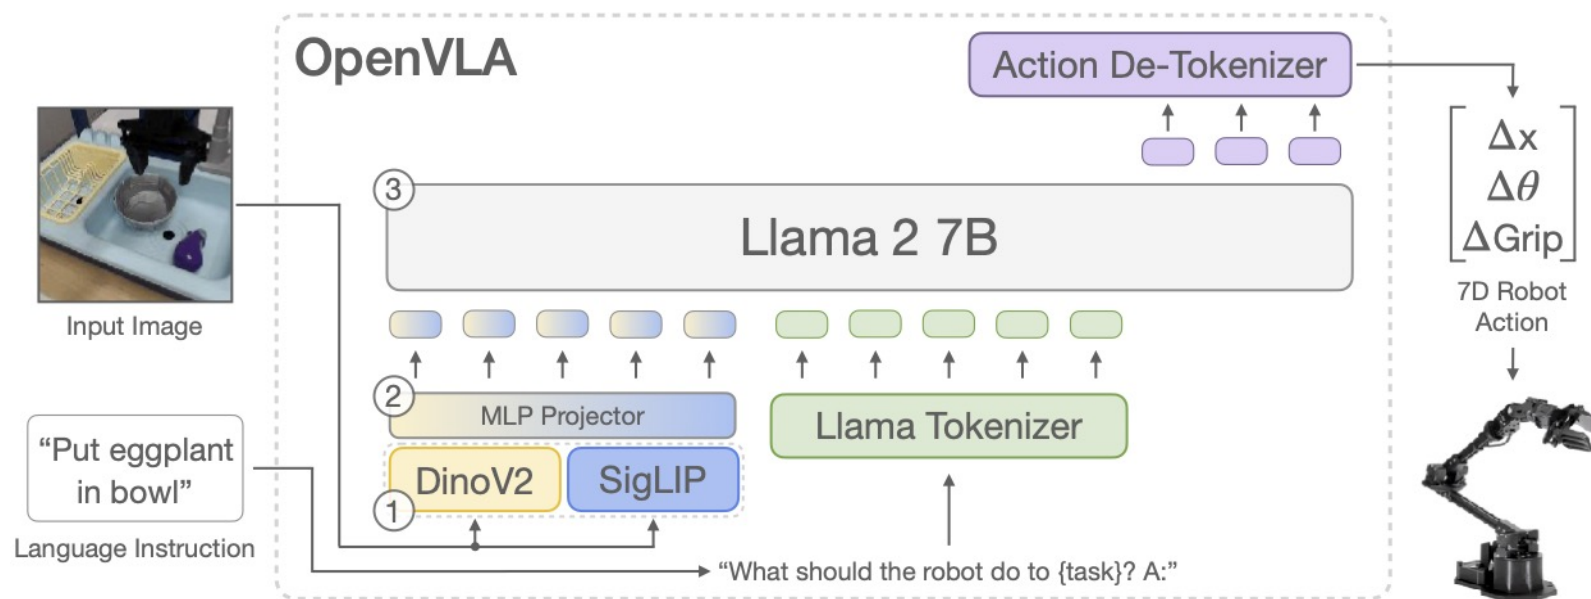 OpenVLA
Action De-Tokenizer
Δx
Δθ
ΔGrip
7D Robot
Action
3
Llama 2 7B
Input Image
2
MLP Projector
Llama Tokenizer
1
DinoV2
SigLIP
“Put eggplant
in bowl”
Language Instruction
“What should the robot do to {task}? A:”